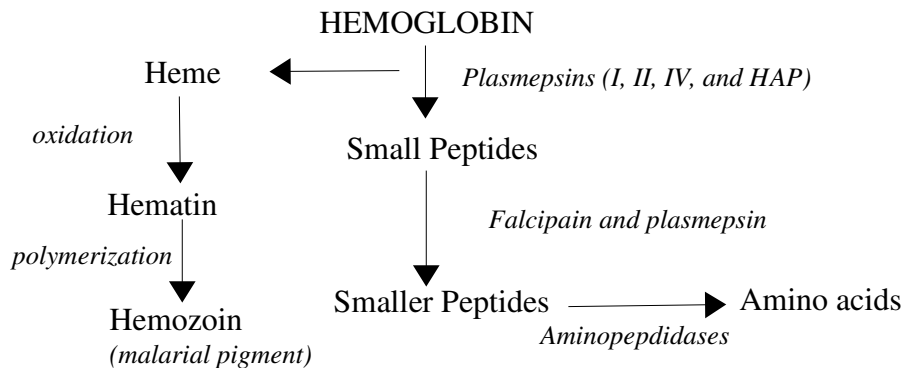 HEMOGLOBIN
Heme
Plasmepsins (I, II, IV, and HAP)
oxidation
Small Peptides
Hematin
Falcipain and plasmepsin
polymerization
Smaller Peptides
Amino acids
Hemozoin
Aminopepdidases
(malarial pigment)